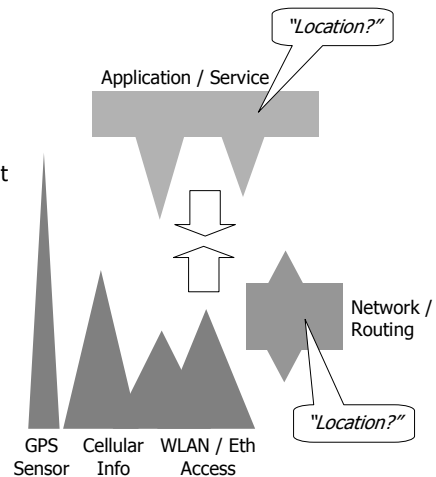 "Location?"
Application / Service
t
Network /
Routing
"Location?"
GPS
Sensor
Cellular
Info
WLAN / Eth
Access